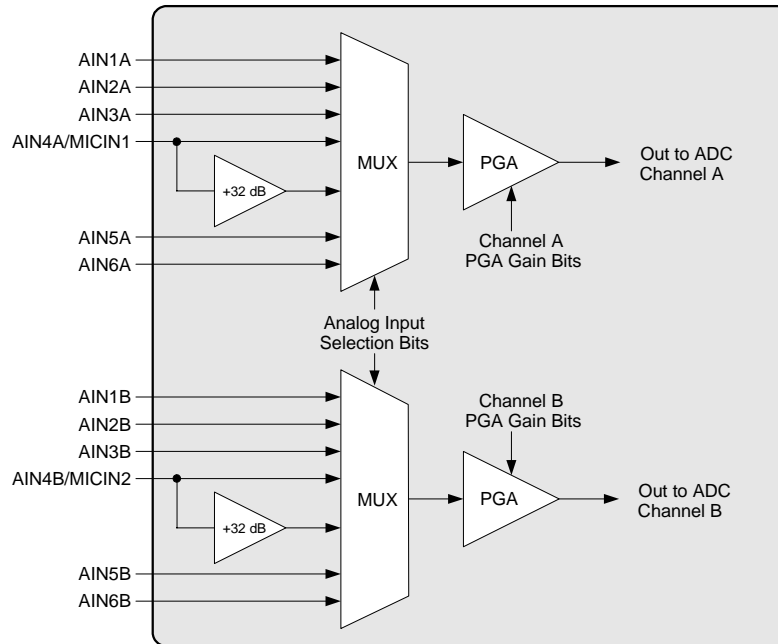 AIN1A
AIN2A
AIN3A
AIN4A/MICIN1
+32 dB
AIN5A
AIN6A
MUX
PGA
Out to ADC
Channel A
Channel A
PGA Gain Bits
Analog Input
Selection Bits
AIN1B
AIN2B
AIN3B
AIN4B/MICIN2
+32 dB
AIN5B
AIN6B
MUX
Channel B
PGA Gain Bits
PGA
Out to ADC
Channel B